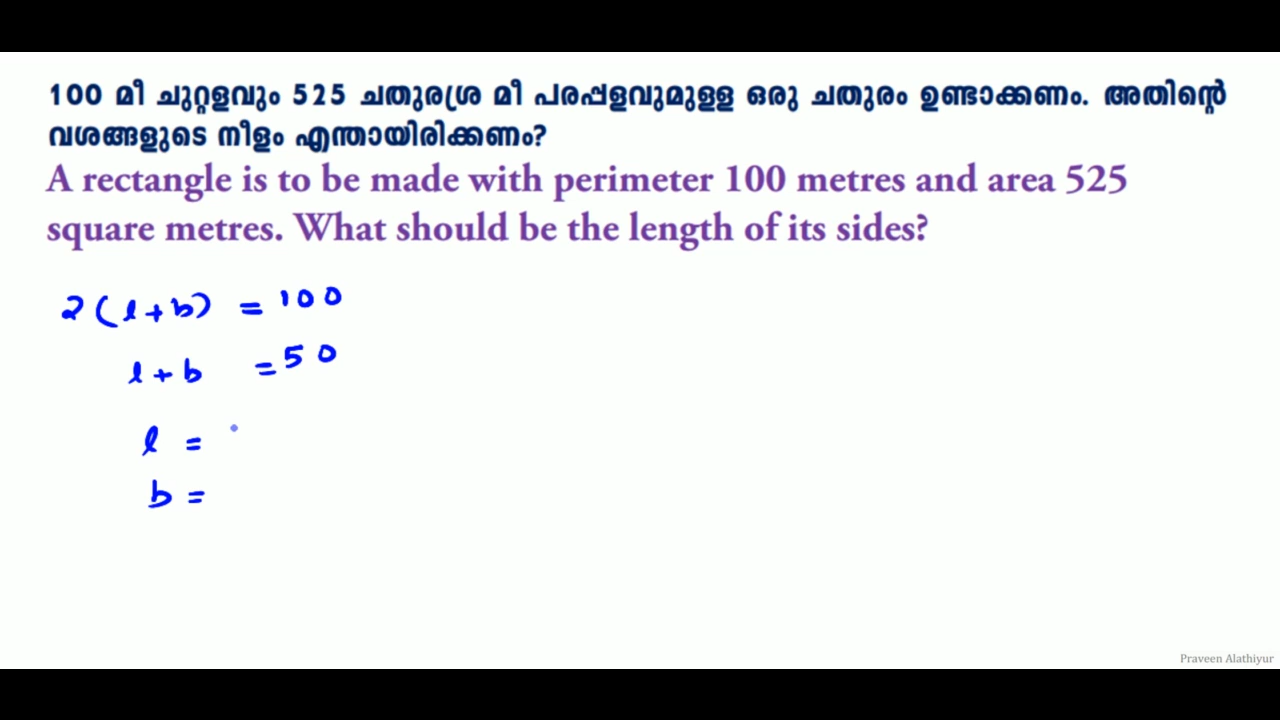 100 മീ ചുറ്റളവും 525 ചതുരശ്ര മീ പരപ്പളവുമുള്ള ഒരു ചതുരം ഉണ്ടാക്കണം. അതിന്റെ
വശങ്ങളുടെ നീളം എന്തായിരിക്കണം?
A rectangle is to be made with perimeter 100 metres and area 525
square metres. What should be the length of its sides?
2(l+b) = 100
l+b = 50
l =
b =
Praveen Alathiyur